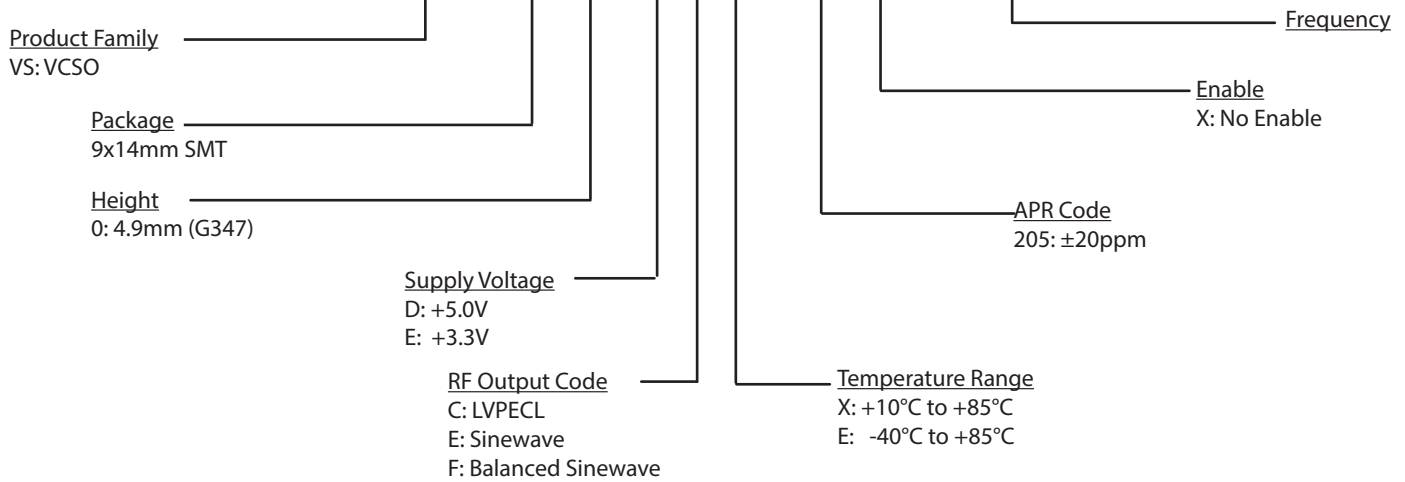 Frequency
Product Family
VS: VCSO
Enable
X: No Enable
Package
9x14mm SMT
Height
0: 4.9mm (G347)
APR Code
205: ±20ppm
Supply Voltage
D: +5.0V
E: +3.3V
RF Output Code
C: LVPECL
E: Sinewave
F: Balanced Sinewave
Temperature Range
X: +10°C to +85°C
E: -40°C to +85°C